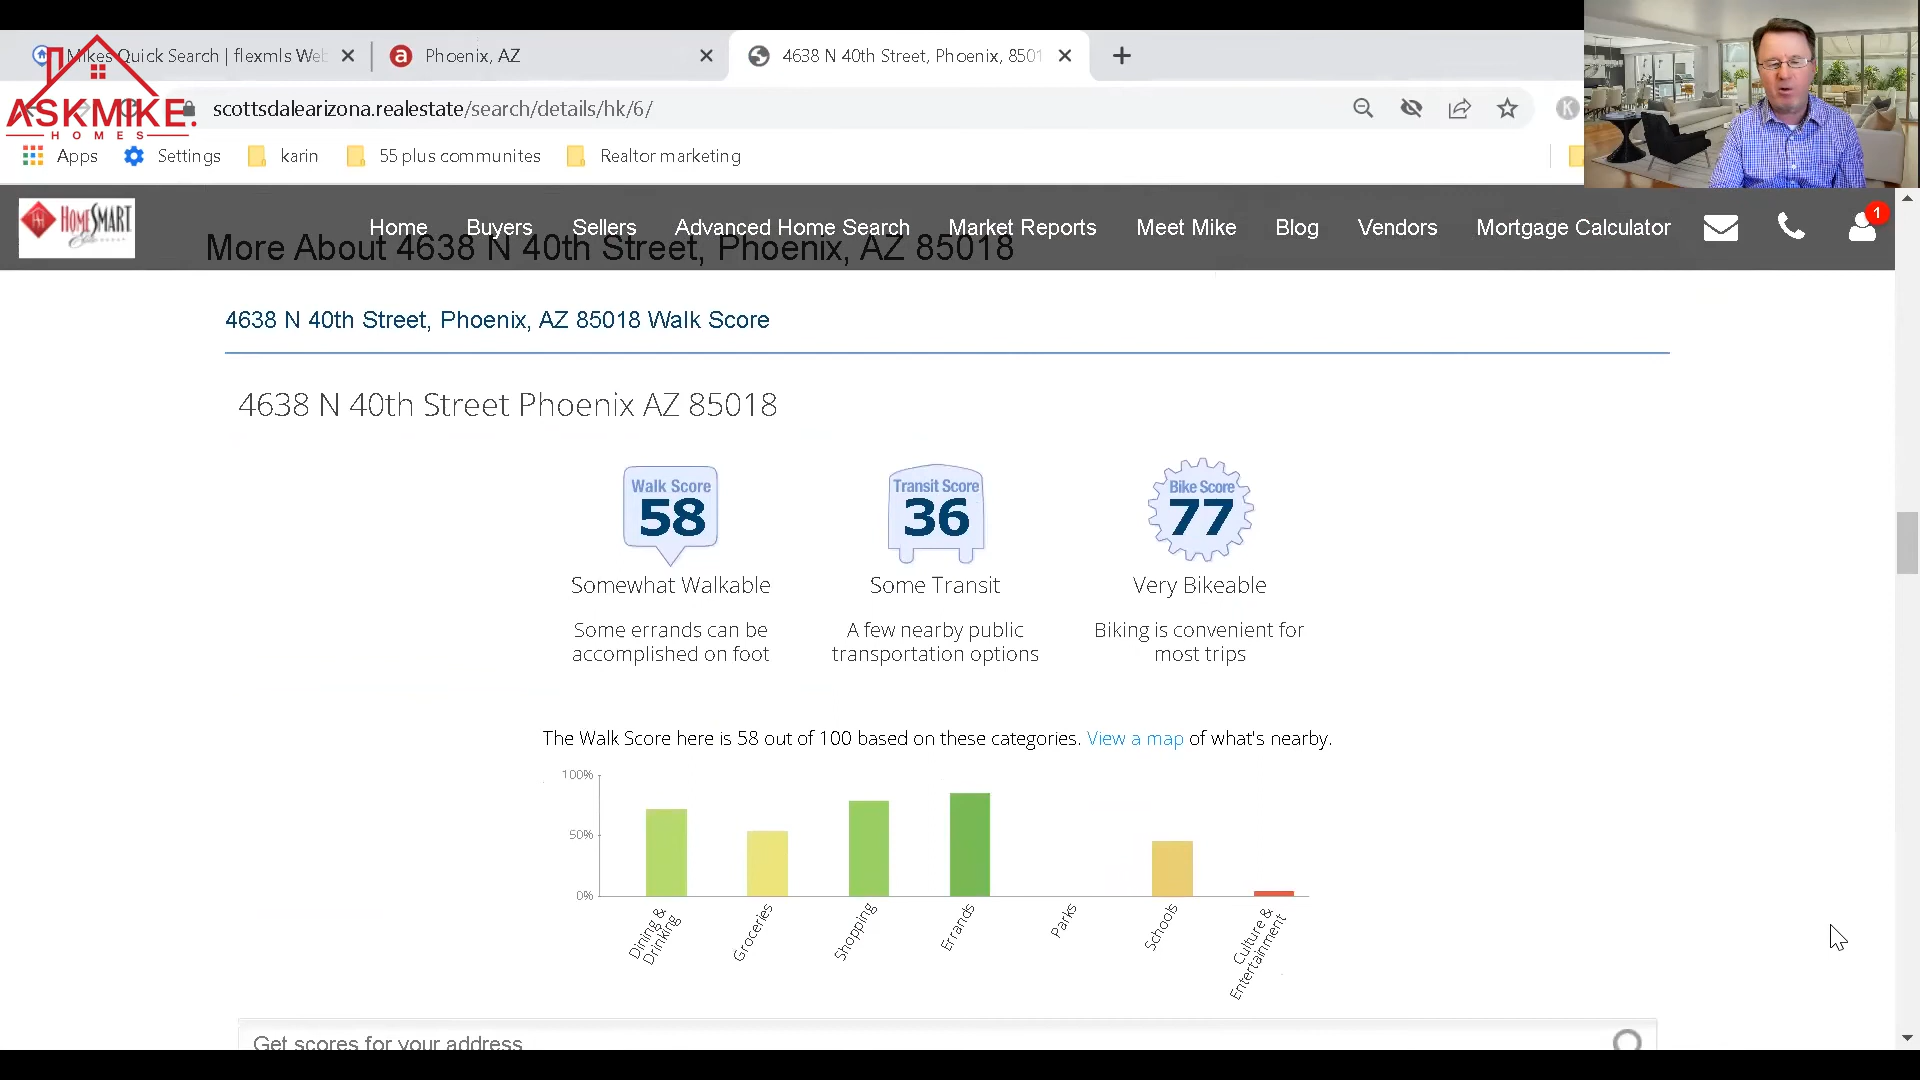 Mikes Quick Search | flexmls Web
Phoenix, AZ
4638 N 40th Street, Phoenix, 8501
ASKMIKE.
HOMES
scottsdalearizona.realestate/search/details/hk/6/
K
Apps
Settings
karin
55 plus communites
Realtor marketing
HOMESMART
Home
Buyers
Sellers
Advanced Home Search
Market Reports
Meet Mike
Blog
Vendors
Mortgage Calculator
1
More About 4638 N 40th Street, Phoenix, AZ 85018
4638 N 40th Street, Phoenix, AZ 85018 Walk Score
4638 N 40th Street Phoenix AZ 85018
Walk Score
58
Somewhat Walkable
Some errands can be
accomplished on foot
Transit Score
36
Some Transit
A few nearby public
transportation options
Bike Score
77
Very Bikeable
Biking is convenient for
most trips
The Walk Score here is 58 out of 100 based on these categories. View a map of what's nearby.
100%
50%
0%
Dining &
Drinking
Groceries
Shopping
Errands
Parks
Schools
Culture &
Entertainment
Get scores for your address